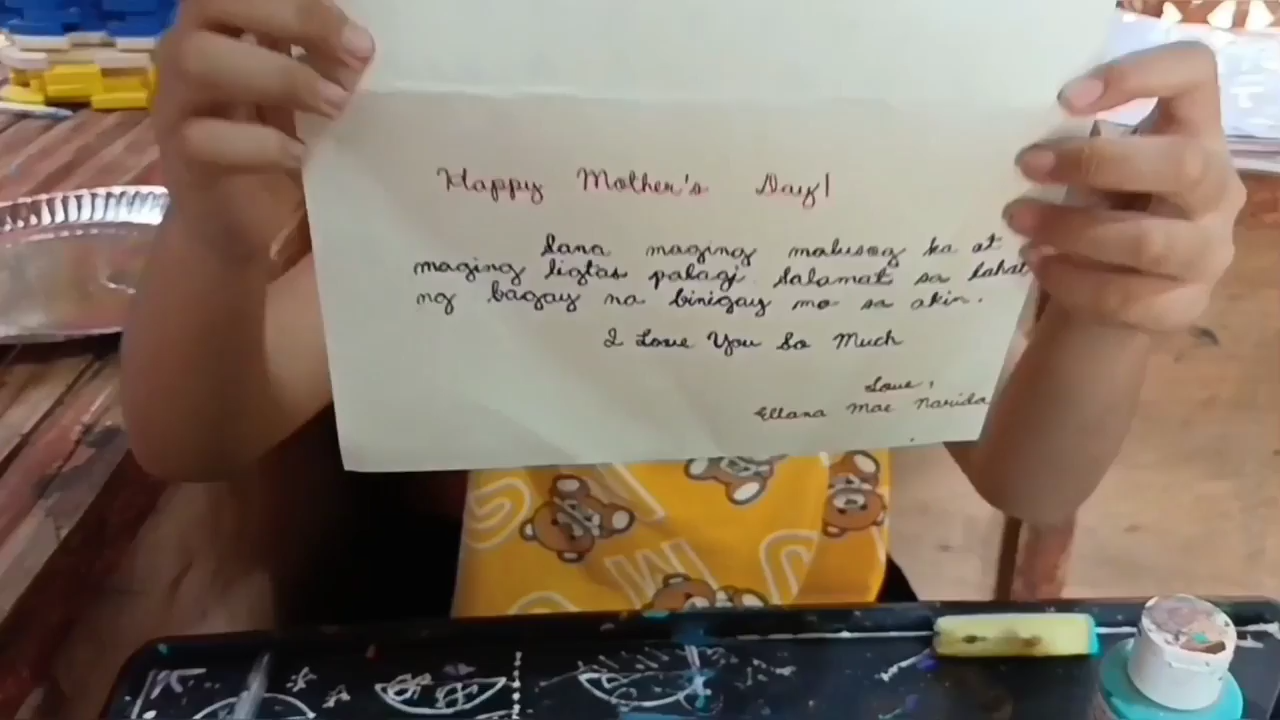 Happy Mother's Day!
Sana maging malusog ka at
maging ligtas palagi. Salamat sa lahat
ng bagay na binigay mo sa akin.
I Love You So Much
Love,
Ellana Mae Narida